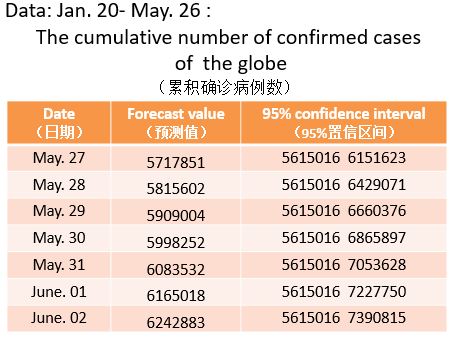 Data: Jan. 20- May. 26 :
The cumulative number of confirmed cases
of the globe
（累积确诊病例数）
Date Forecast value 95% confidence interval
（日期） （预测值） （95%置信区间）
May. 27 5717851 5615016 6151623
May. 28 5815602 5615016 6429071
May. 29 5909004 5615016 6660376
May. 30 5998252 5615016 6865897
May. 31 6083532 5615016 7053628
June. 01 6165018 5615016 7227750
June. 02 6242883 5615016 7390815